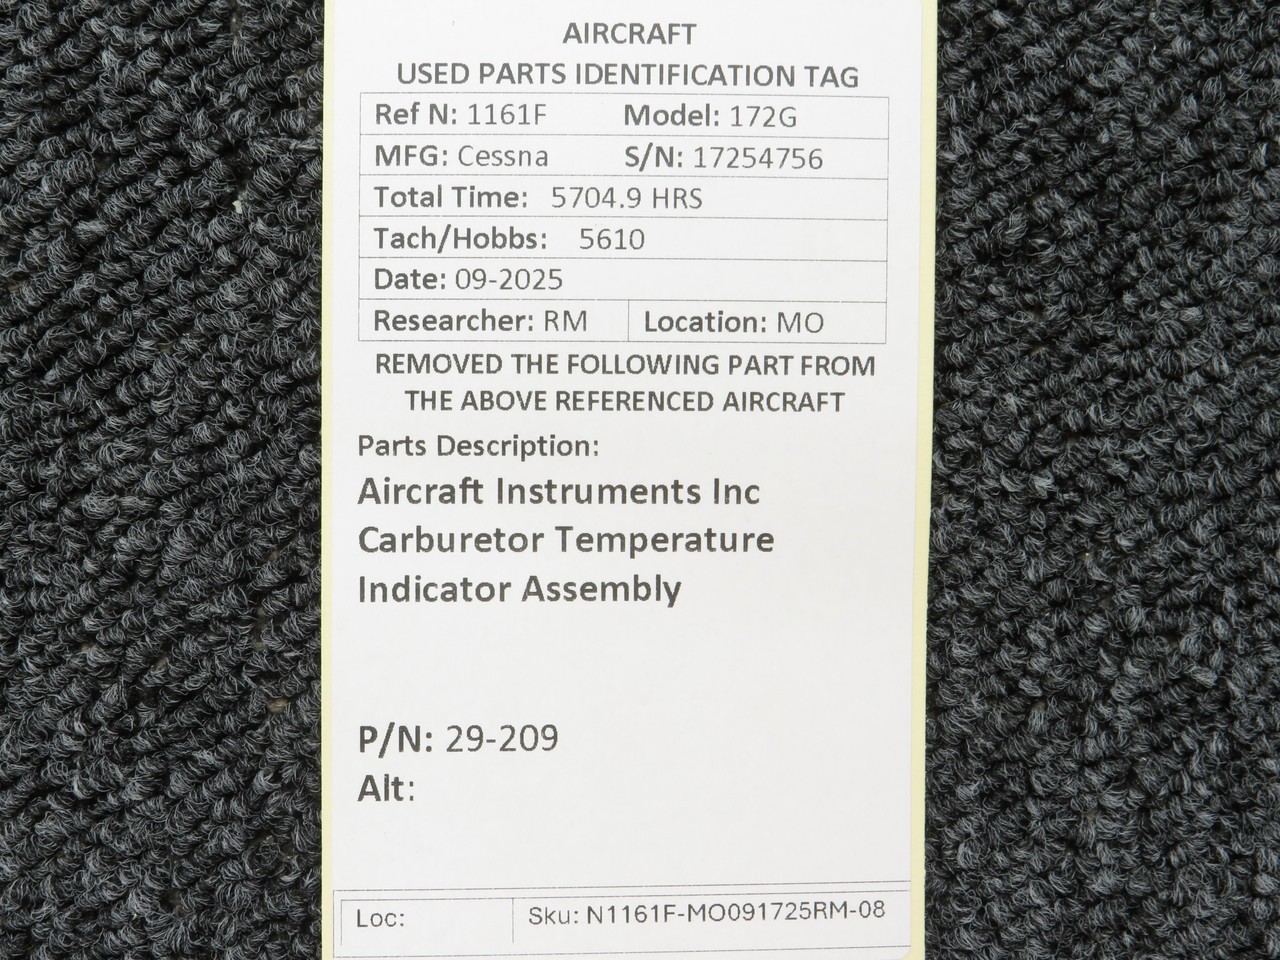 AIRCRAFT
USED PARTS IDENTIFICATION TAG
Ref N: 1161F Model: 172G
MFG: Cessna S/N: 17254756
Total Time: 5704.9 HRS
Tach/Hobbs: 5610
Date: 09-2025
Researcher: RM Location: MO
REMOVED THE FOLLOWING PART FROM
THE ABOVE REFERENCED AIRCRAFT
Parts Description:
Aircraft Instruments Inc
Carburetor Temperature
Indicator Assembly
P/N: 29-209
Alt:
Loc: Sku: N1161F-MO091725RM-08